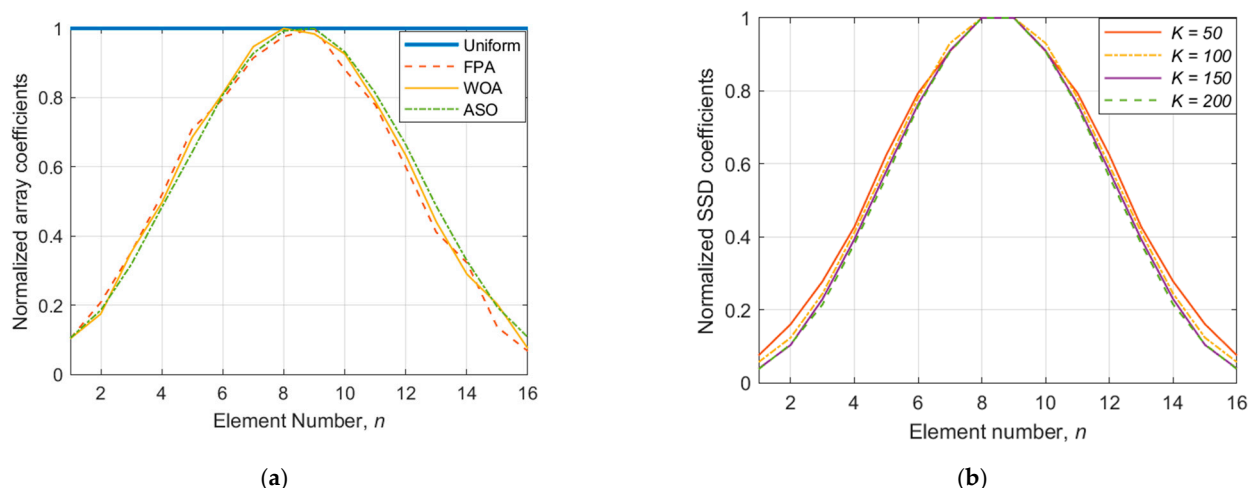 Normalized array coefficients
1
0.8
0.6
0.4
0.2
0
2 4 6 8 10 12 14 16
Element Number, n
Uniform
FPA
WOA
ASO
(a)
Normalized SSD coefficients
1
0.8
0.6
0.4
0.2
0
2 4 6 8 10 12 14 16
Element number, n
K = 50
K = 100
K = 150
K = 200
(b)